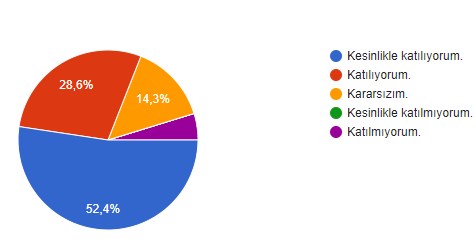 Kesinlikle katılıyorum.
Katılıyorum.
Kararsızım.
Kesinlikle katılmıyorum.
Katılmıyorum.
28,6%
14,3%
52,4%